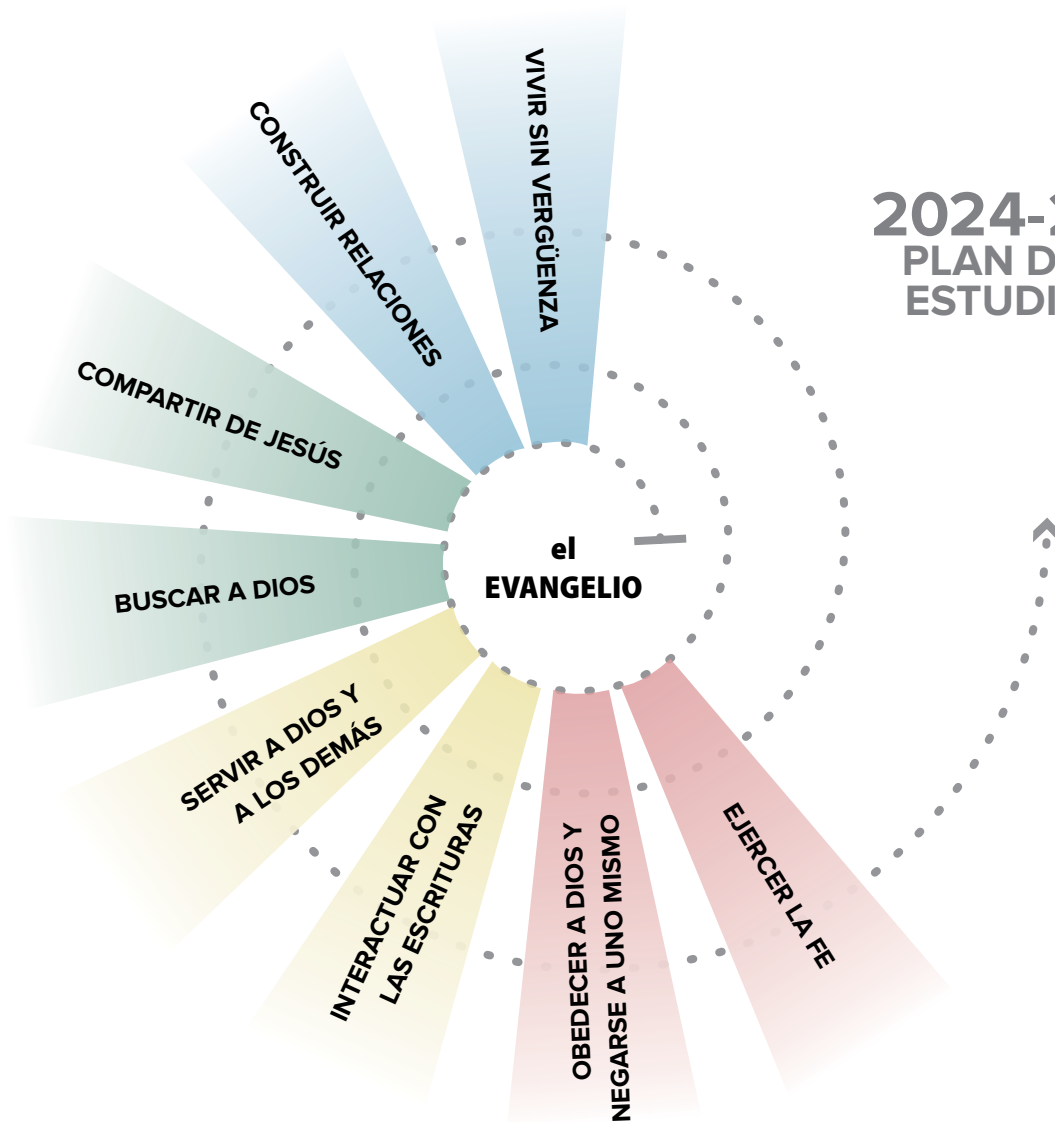 VIVIR SIN VERGÜENZA
CONSTRUIR RELACIONES
COMPARTIR DE JESÚS
BUSCAR A DIOS
SERVIR A DIOS Y
A LOS DEMÁS
INTERACTUAR CON
LAS ESCRITURAS
OBEDECER A DIOS Y
NEGARSE A UNO MISMO
EJERCER LA FE
el
EVANGELIO
2024-
PLAN D
ESTUDI